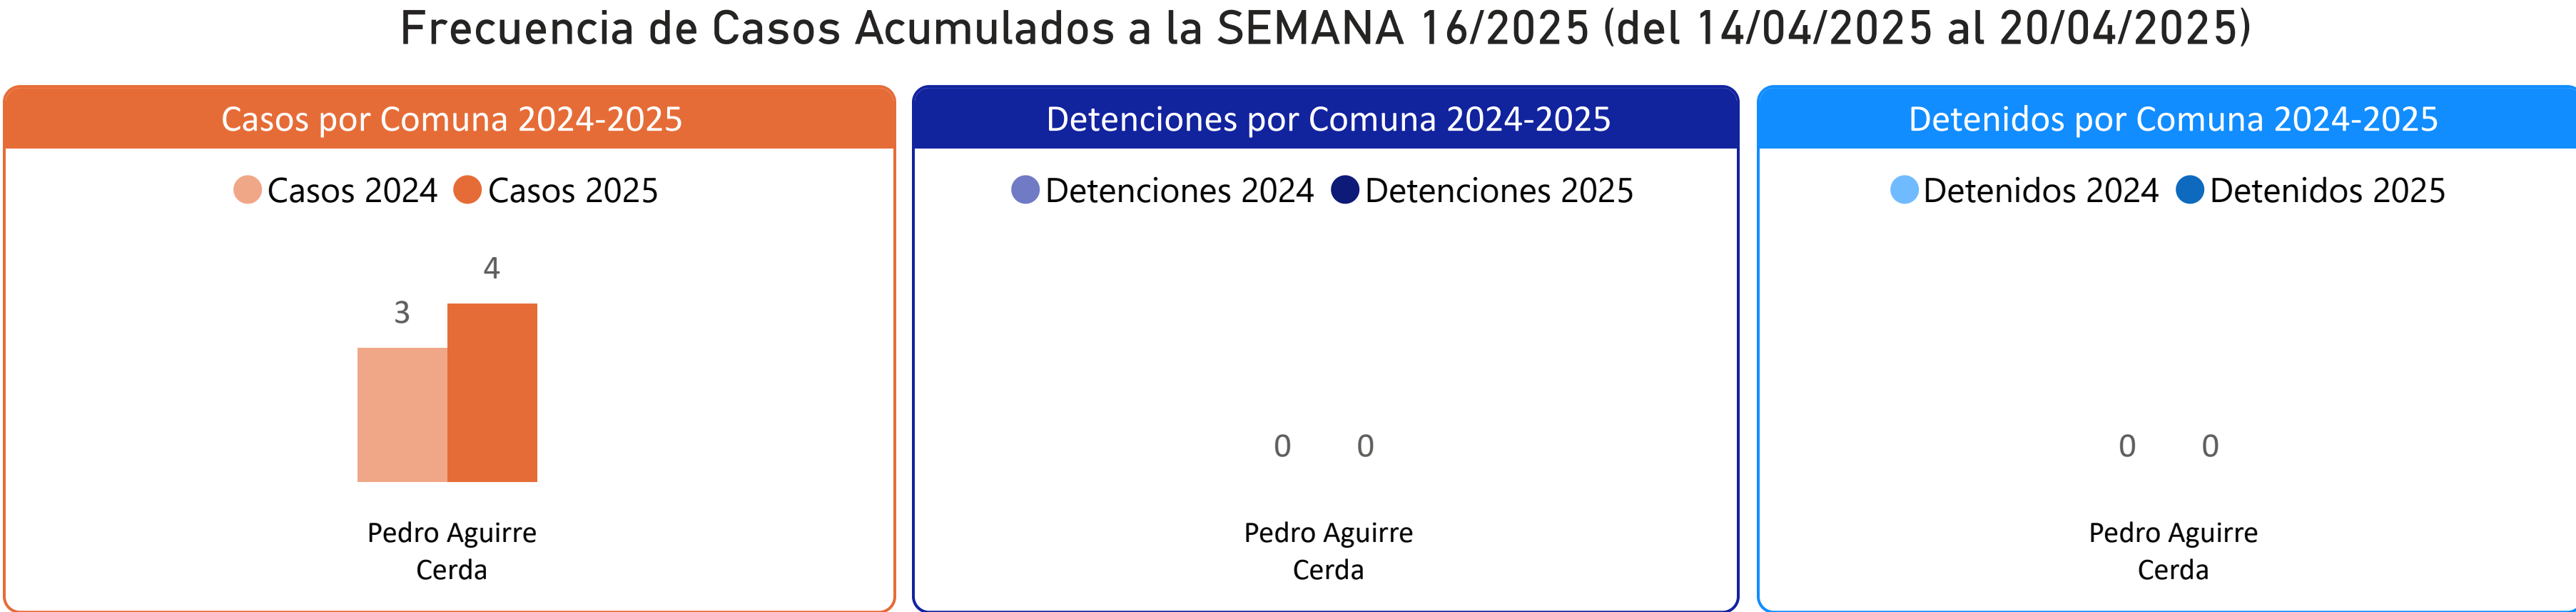 Frecuencia de Casos Acumulados a la SEMANA 16/2025 (del 14/04/2025 al 20/04/2025)
Casos por Comuna 2024-2025
Casos 2024 Casos 2025
3
4
Pedro Aguirre
Cerda
Detenciones por Comuna 2024-2025
Detenciones 2024 Detenciones 2025
0 0
Pedro Aguirre
Cerda
Detenidos por Comuna 2024-2025
Detenidos 2024 Detenidos 2025
0 0
Pedro Aguirre
Cerda